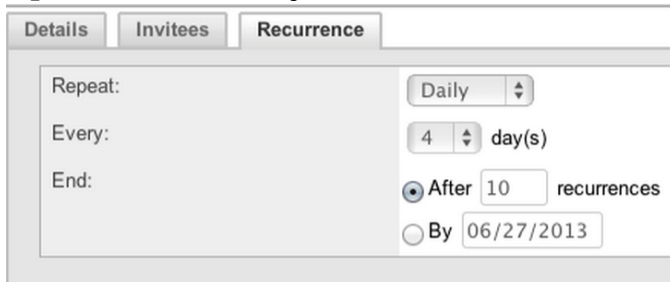 Details Invitees Recurrence
Repeat: Daily
Every: 4 day(s)
End: After 10 recurrences
By 06/27/2013